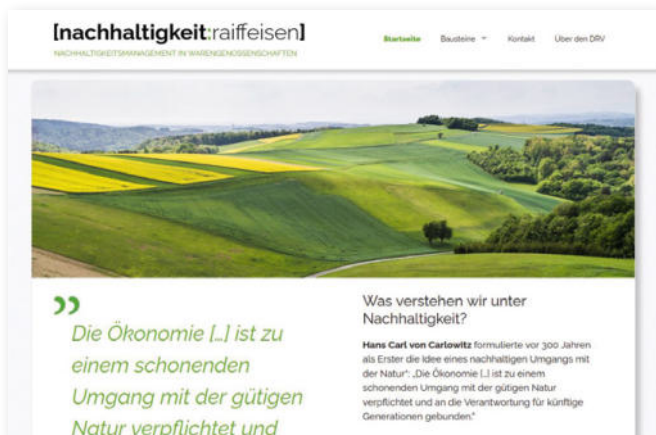 [nachhaltigkeit:raiffeisen]
NACHHALTIGKEITSMANAGEMENT IN WARENGENOSSENSCHAFTEN
Startseite Bausteine Kontakt Über den DRV
”
Die Ökonomie [...] ist zu
einem schonenden
Umgang mit der gütigen
Natur verpflichtet und
Was verstehen wir unter
Nachhaltigkeit?
Hans Carl von Carlowitz formulierte vor 300 Jahren
als Erster die Idee eines nachhaltigen Umgangs mit
der Natur": „Die Ökonomie [...] ist zu einem
schonenden Umgang mit der gütigen Natur
verpflichtet und an die Verantwortung für künftige
Generationen gebunden."